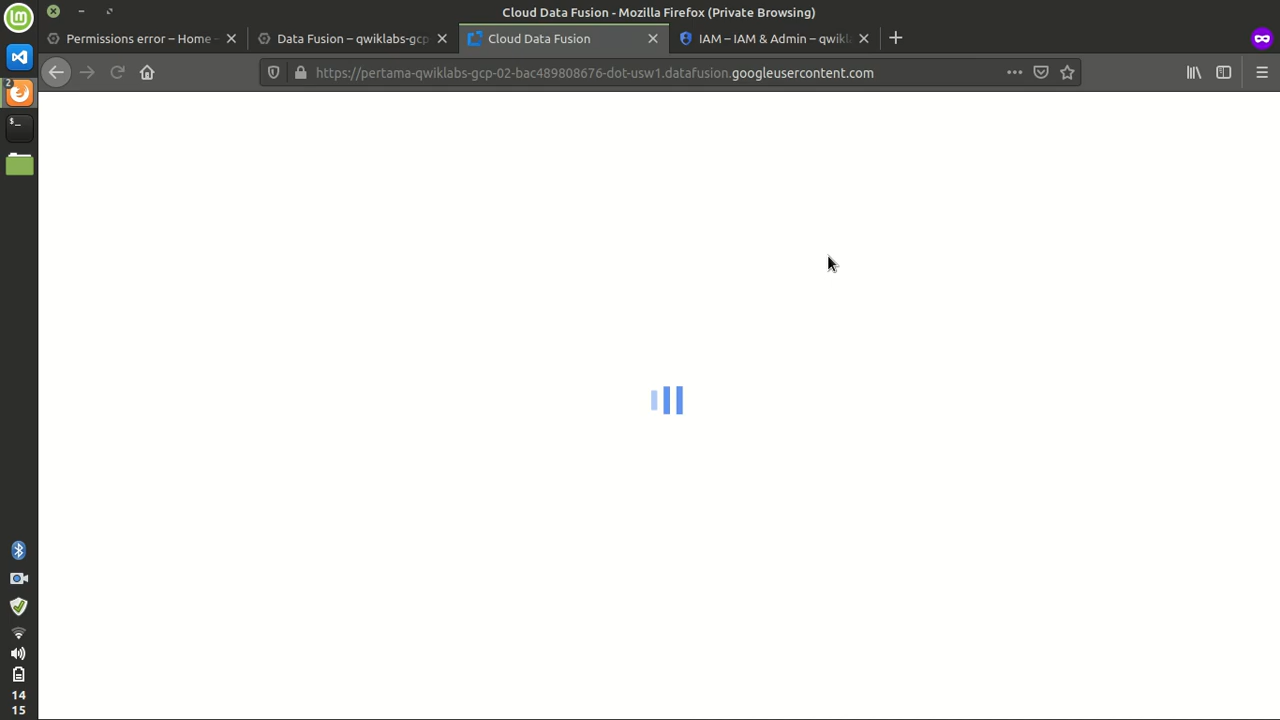 Cloud Data Fusion - Mozilla Firefox (Private Browsing)
Permissions error – Home –
Data Fusion – qwiklabs-gcp
Cloud Data Fusion
IAM – IAM & Admin – qwikl
https://pertama-qwiklabs-gcp-02-bac489808676-dot-usw1.datafusion.googleusercontent.com
2
$_
14
15